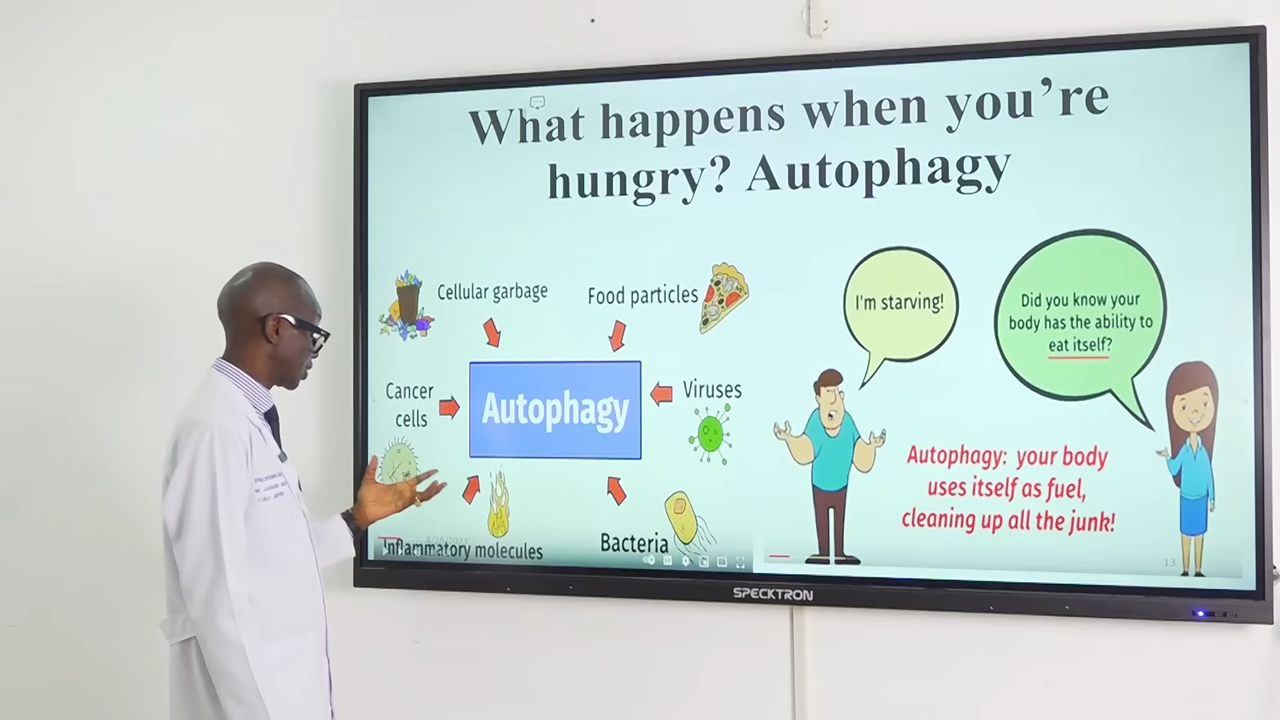 What happens when you're
hungry? Autophagy
Cellular garbage
Food particles
Cancer
cells
Autophagy
Viruses
Inflammatory molecules
Bacteria
I'm starving!
Did you know your
body has the ability to
eat itself?
Autophagy: your body
uses itself as fuel,
cleaning up all the junk!
13
SPECKTRON